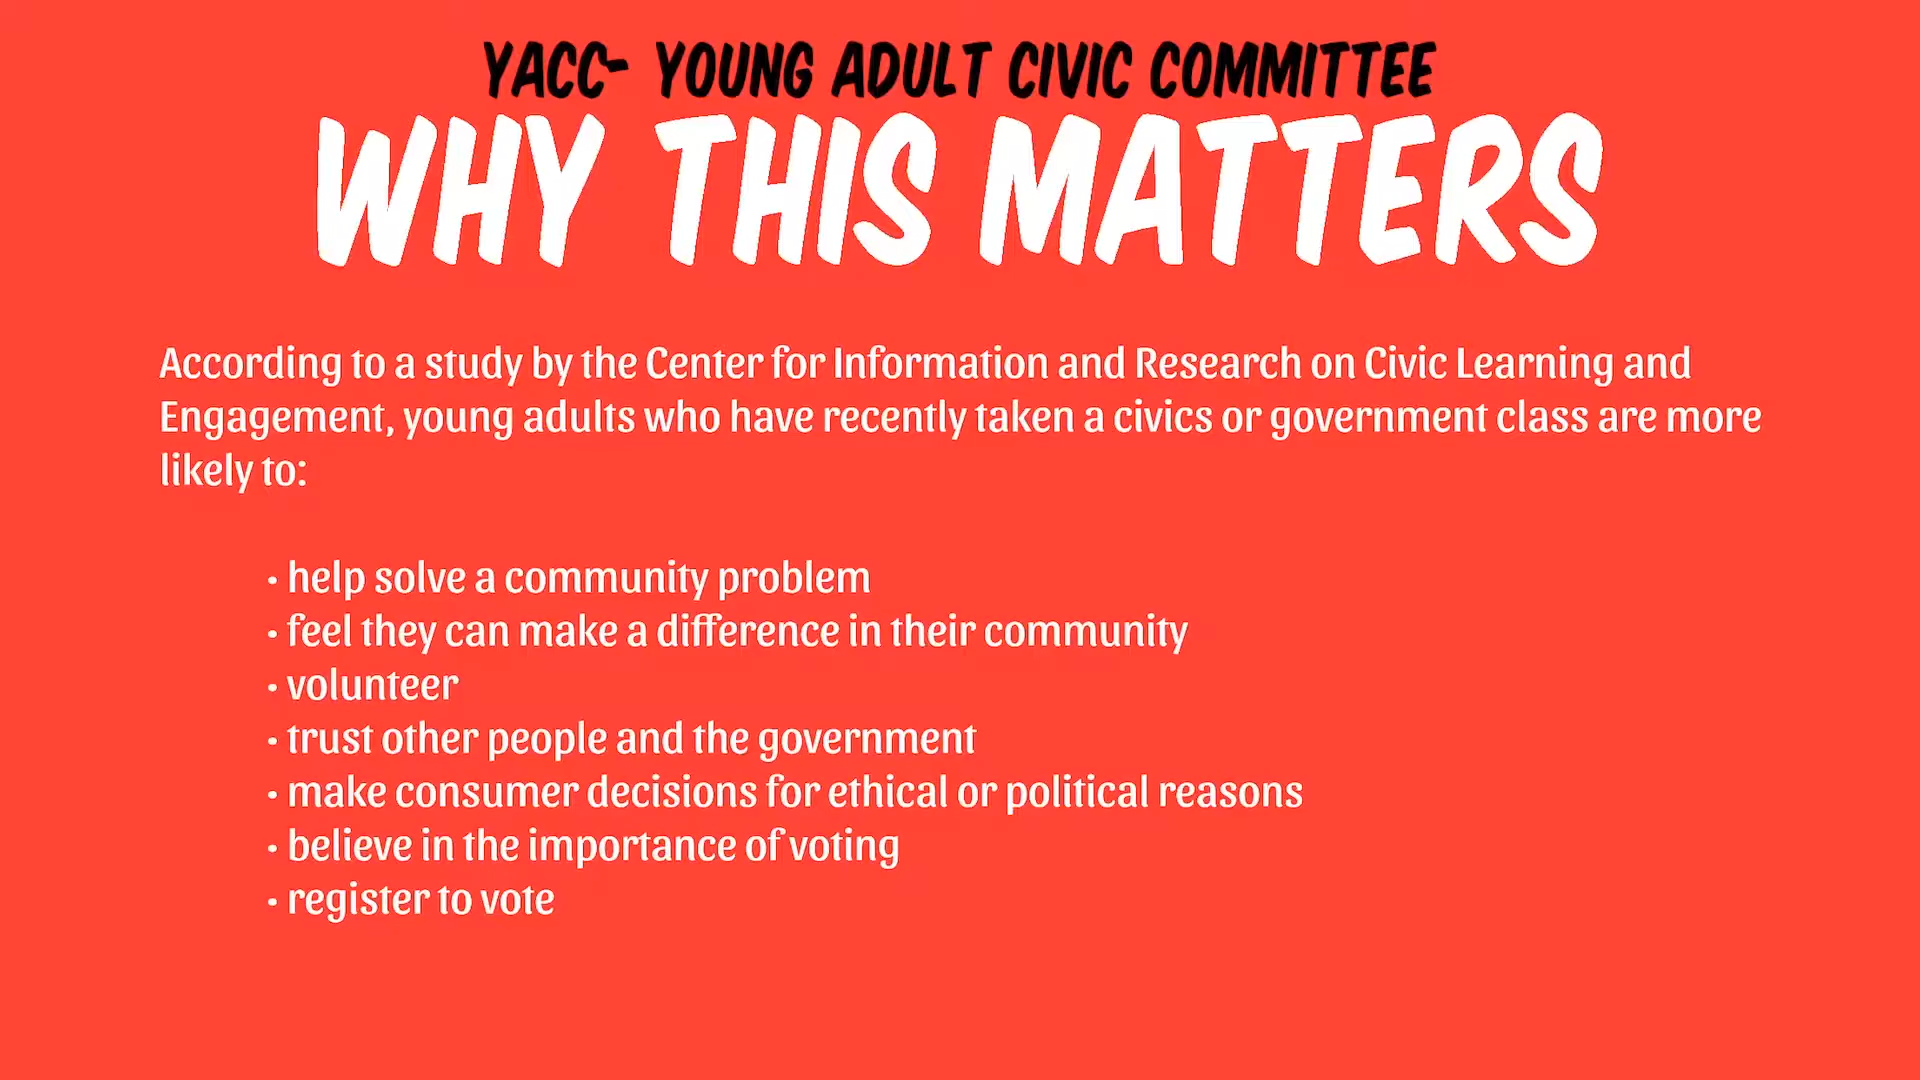 YACC- YOUNG ADULT CIVIC COMMITTEE
WHY THIS MATTERS
According to a study by the Center for Information and Research on Civic Learning and
Engagement, young adults who have recently taken a civics or government class are more
likely to:
• help solve a community problem
• feel they can make a difference in their community
• volunteer
• trust other people and the government
• make consumer decisions for ethical or political reasons
• believe in the importance of voting
• register to vote